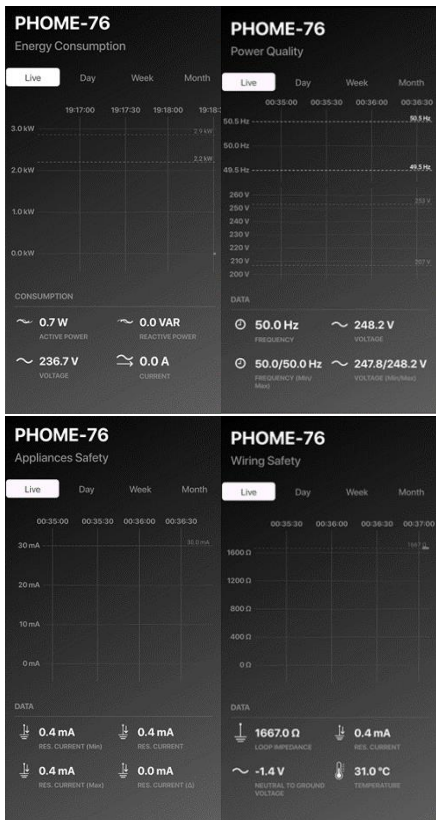 PHOME-76
Energy Consumption
Live Day Week Month
19:17:00 19:17:30 19:18:00 19:18:
3.0 kW
2.9 kW
2.2 kW
2.0 kW
1.0 kW
0.0 kW
CONSUMPTION
0.7 W 0.0 VAR
ACTIVE POWER REACTIVE POWER
236.7 V 0.0 A
VOLTAGE CURRENT
PHOME-76
Power Quality
Live Day Week Month
00:35:00 00:35:30 00:36:00 00:36:30
50.5 Hz 50.5 Hz
50.0 Hz
49.5 Hz 49.5 Hz
260 V
253 V
250 V
240 V
230 V
220 V
210 V
207 V
200 V
DATA
50.0 Hz 248.2 V
FREQUENCY VOLTAGE
50.0/50.0 Hz 247.8/248.2 V
FREQUENCY (Min/ VOLTAGE (Min/Max)
Max)
PHOME-76
Appliances Safety
Live Day Week Month
00:35:00 00:35:30 00:36:00 00:36:30
30 mA 30.0 mA
20 mA
10 mA
0 mA
DATA
0.4 mA 0.4 mA
RES. CURRENT (Min) RES. CURRENT
0.4 mA 0.0 mA
RES. CURRENT (Max) RES. CURRENT (Δ)
PHOME-76
Wiring Safety
Live Day Week Month
00:35:30 00:36:00 00:36:30 00:37:00
1667 Ω
1600 Ω
1200 Ω
800 Ω
400 Ω
0 Ω
DATA
1667.0 Ω 0.4 mA
LOOP IMPEDANCE RES. CURRENT
-1.4 V 31.0 °C
NEUTRAL TO GROUND TEMPERATURE
VOLTAGE